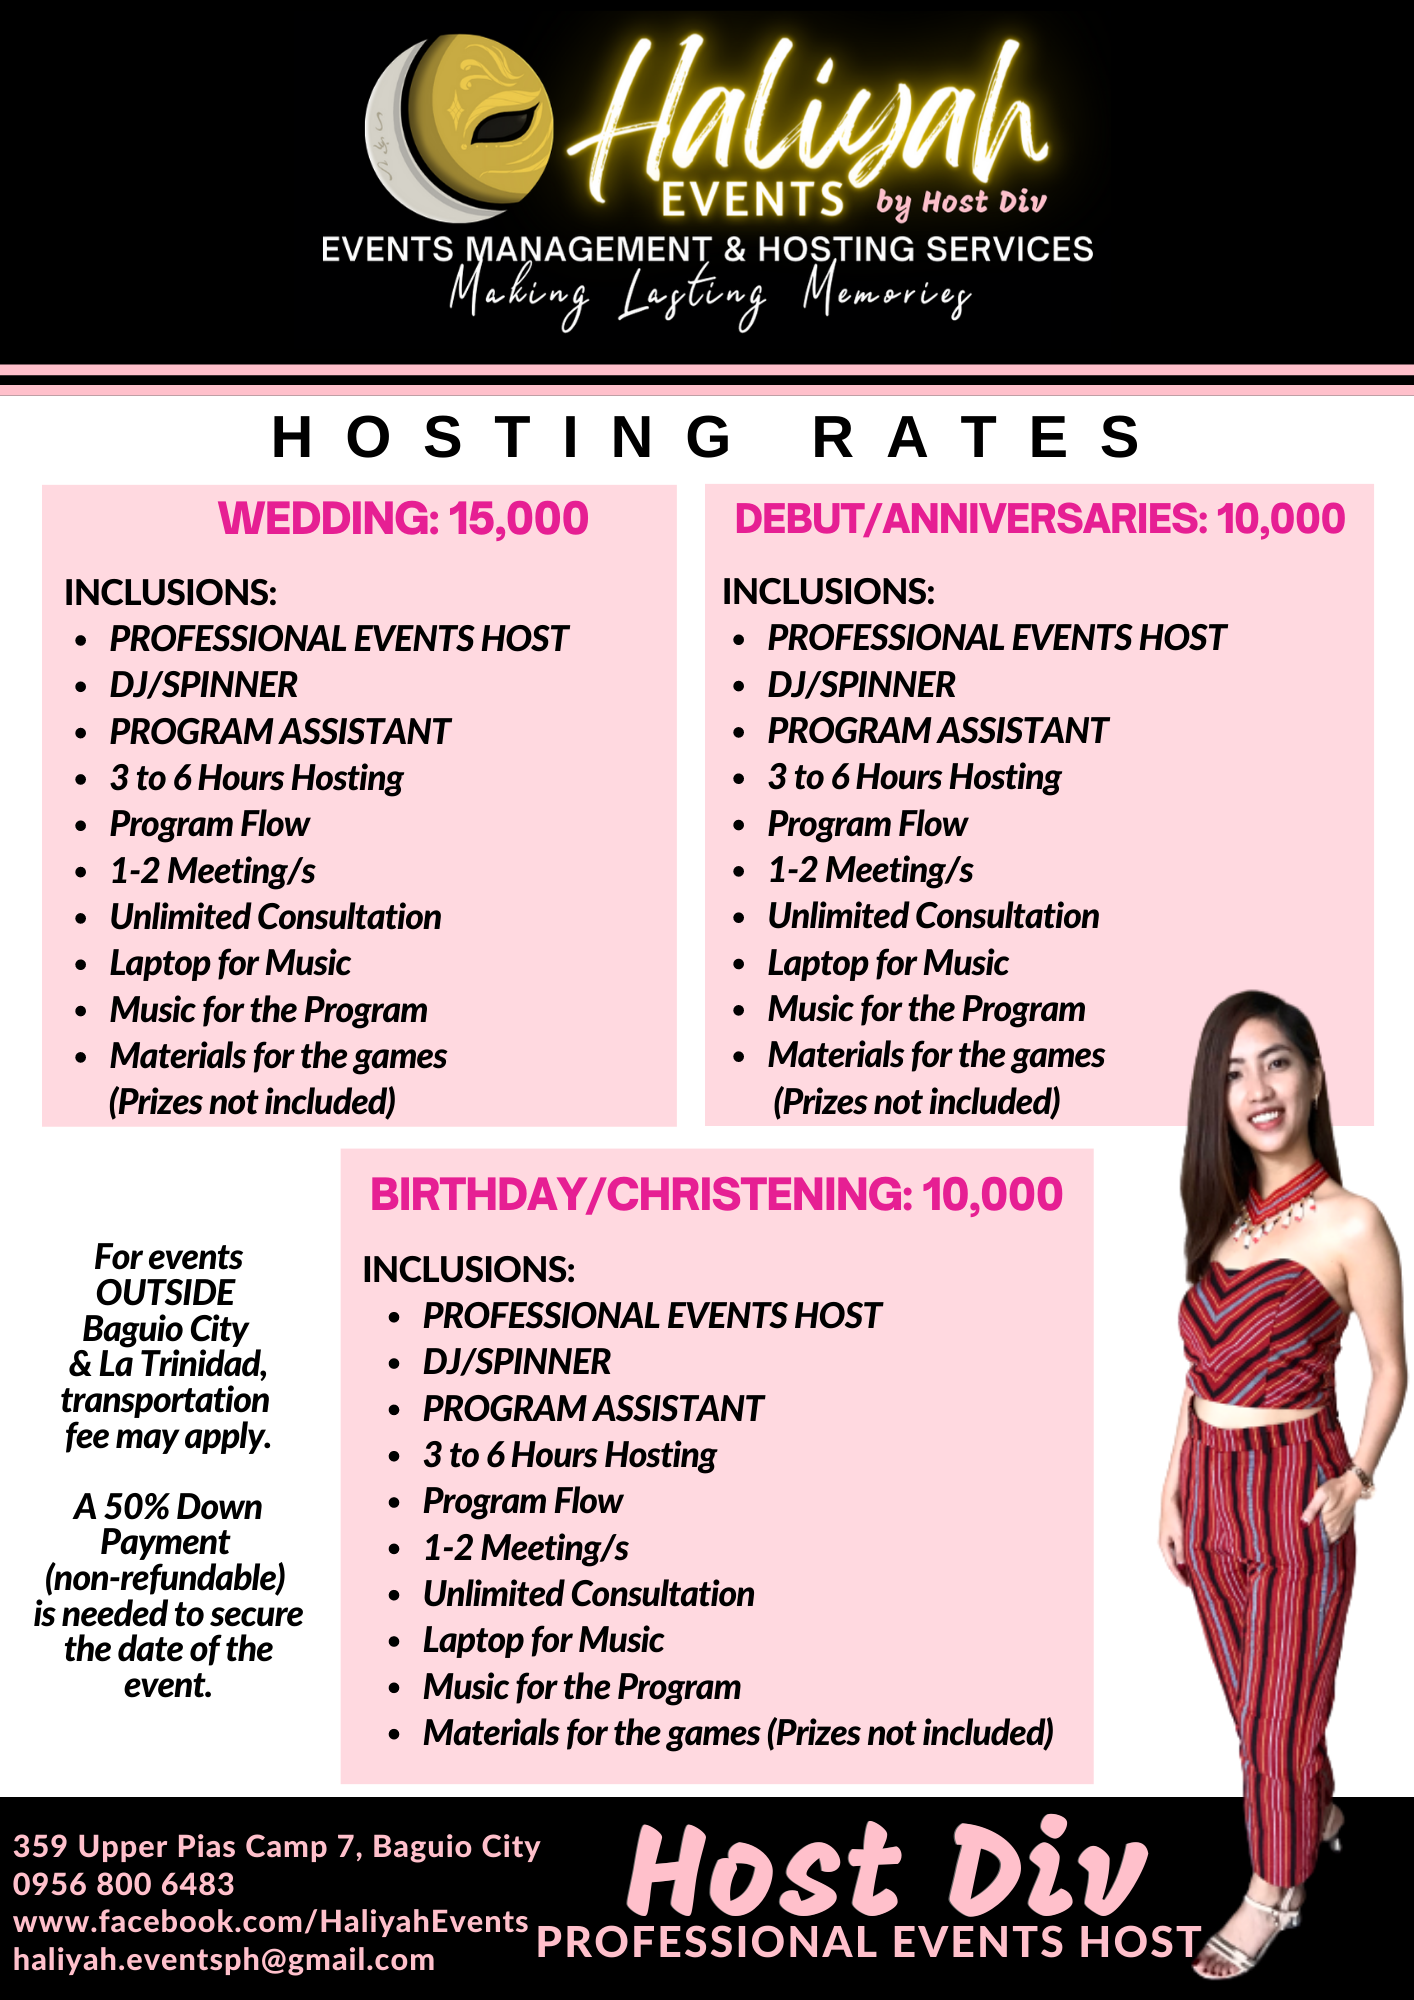 Haliyah
EVENTS by Host Div
EVENTS MANAGEMENT & HOSTING SERVICES
Making Lasting Memories
HOSTING RATES
WEDDING: 15,000
INCLUSIONS:
• PROFESSIONAL EVENTS HOST
• DJ/SPINNER
• PROGRAM ASSISTANT
• 3 to 6 Hours Hosting
• Program Flow
• 1-2 Meeting/s
• Unlimited Consultation
• Laptop for Music
• Music for the Program
• Materials for the games
(Prizes not included)
DEBUT/ANNIVERSARIES: 10,000
INCLUSIONS:
• PROFESSIONAL EVENTS HOST
• DJ/SPINNER
• PROGRAM ASSISTANT
• 3 to 6 Hours Hosting
• Program Flow
• 1-2 Meeting/s
• Unlimited Consultation
• Laptop for Music
• Music for the Program
• Materials for the games
(Prizes not included)
For events
OUTSIDE
Baguio City
& La Trinidad,
transportation
fee may apply.
A 50% Down
Payment
(non-refundable)
is needed to secure
the date of the
event.
BIRTHDAY/CHRISTENING: 10,000
INCLUSIONS:
• PROFESSIONAL EVENTS HOST
• DJ/SPINNER
• PROGRAM ASSISTANT
• 3 to 6 Hours Hosting
• Program Flow
• 1-2 Meeting/s
• Unlimited Consultation
• Laptop for Music
• Music for the Program
• Materials for the games (Prizes not included)
359 Upper Pias Camp 7, Baguio City
0956 800 6483
www.facebook.com/HaliyahEvents
haliyah.eventsph@gmail.com
Host Div
PROFESSIONAL EVENTS HOST